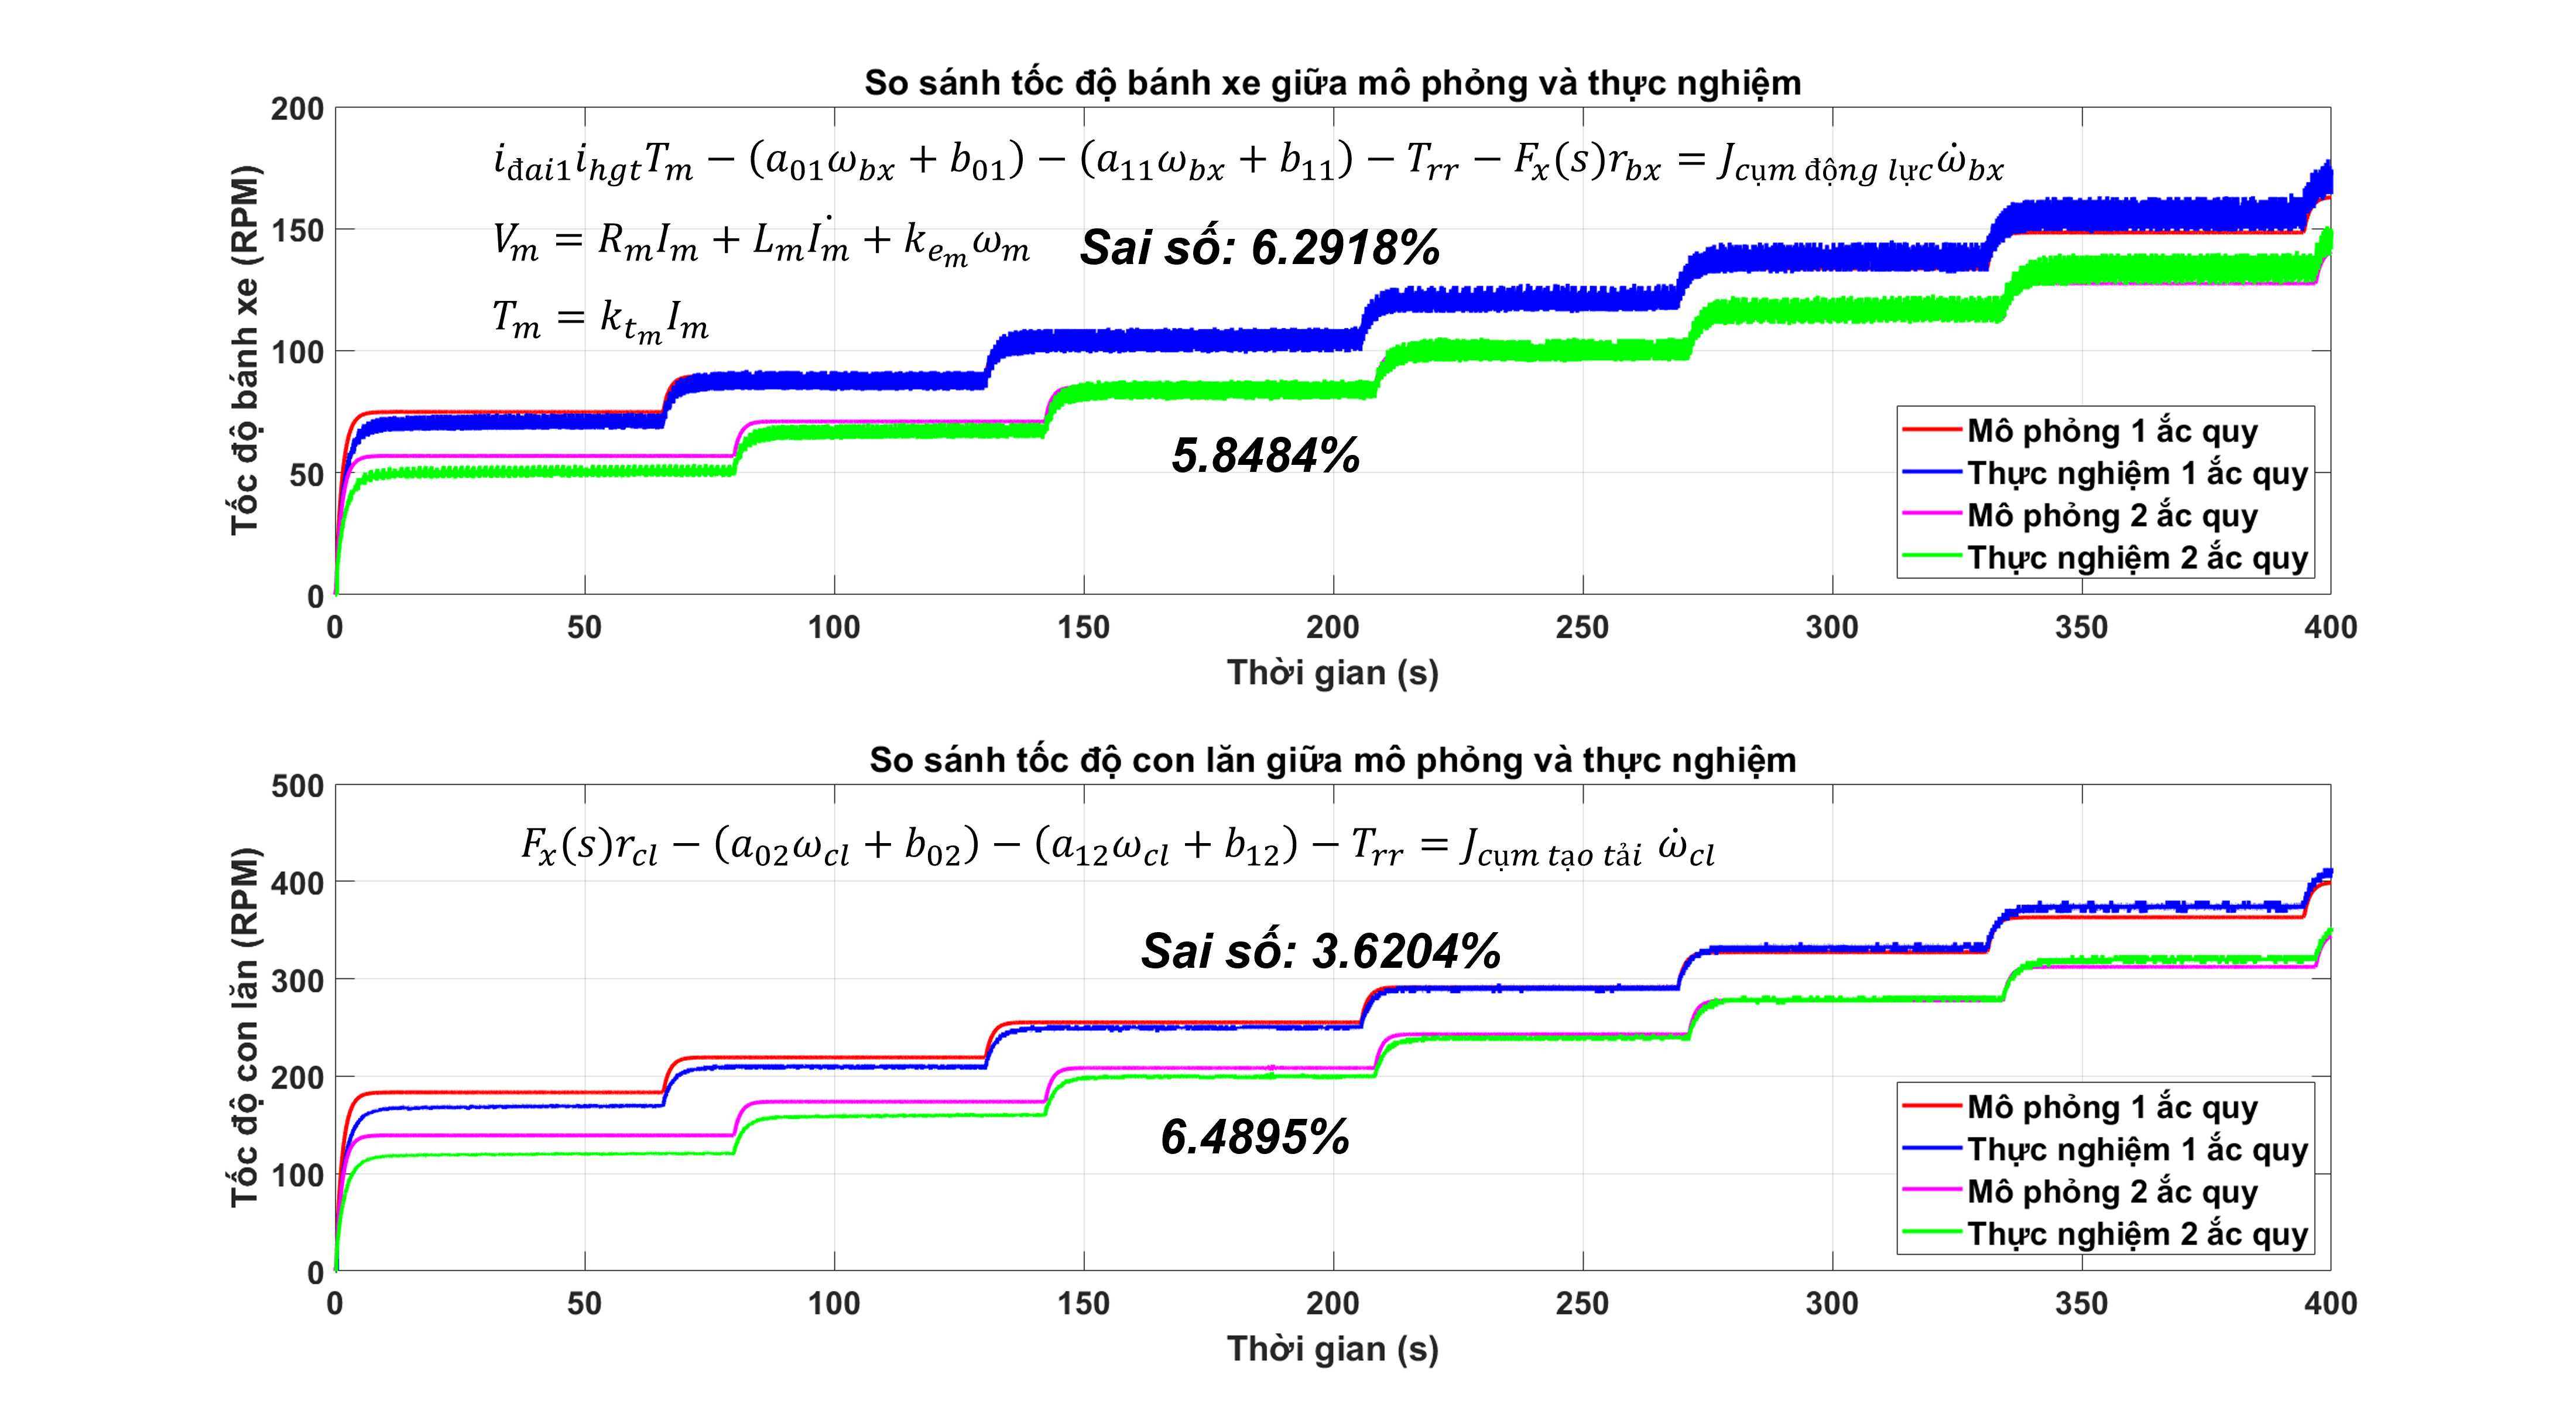 So sánh tốc độ bánh xe giữa mô phỏng và thực nghiệm
Tốc độ bánh xe (RPM)
200
150
100
50
0
i_{đai1}i_{hgt}T_m − (a_{01}ω_{bx} + b_{01}) − (a_{11}ω_{bx} + b_{11}) − T_{rr} − F_x(s)r_{bx} = J_{cụm động lực}ω̇_{bx}
V_m = R_mI_m + L_mİ_m + k_{e_m}ω_m
Sai số: 6.2918%
T_m = k_{t_m}I_m
5.8484%
Mô phỏng 1 ắc quy
Thực nghiệm 1 ắc quy
Mô phỏng 2 ắc quy
Thực nghiệm 2 ắc quy
0 50 100 150 200 250 300 350 400
Thời gian (s)
So sánh tốc độ con lăn giữa mô phỏng và thực nghiệm
Tốc độ con lăn (RPM)
500
400
300
200
100
0
F_x(s)r_{cl} − (a_{02}ω_{cl} + b_{02}) − (a_{12}ω_{cl} + b_{12}) − T_{rr} = J_{cụm tạo tải} ω̇_{cl}
Sai số: 3.6204%
6.4895%
Mô phỏng 1 ắc quy
Thực nghiệm 1 ắc quy
Mô phỏng 2 ắc quy
Thực nghiệm 2 ắc quy
0 50 100 150 200 250 300 350 400
Thời gian (s)